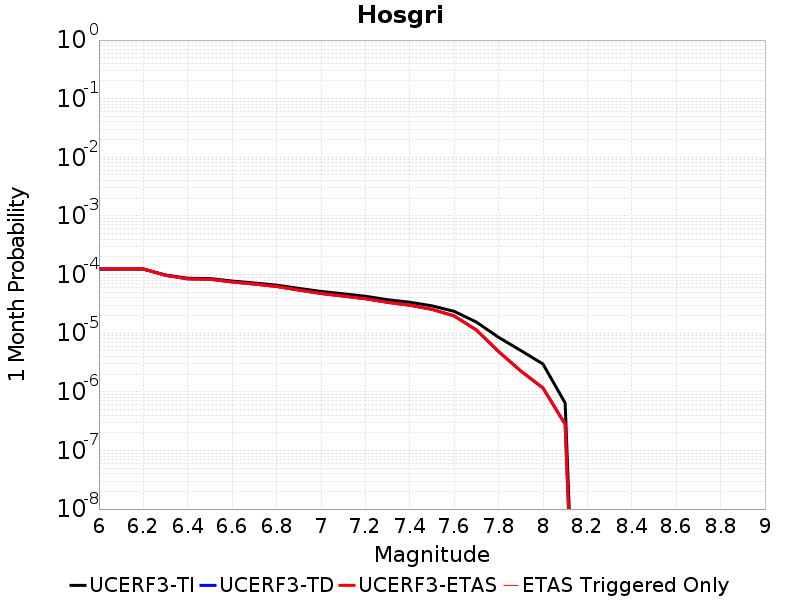 Hosgri
10^0
10^-1
10^-2
10^-3
10^-4
10^-5
10^-6
10^-7
10^-8
1 Month Probability
6 6.2 6.4 6.6 6.8 7 7.2 7.4 7.6 7.8 8 8.2 8.4 8.6 8.8 9
Magnitude
UCERF3-TI UCERF3-TD UCERF3-ETAS ETAS Triggered Only